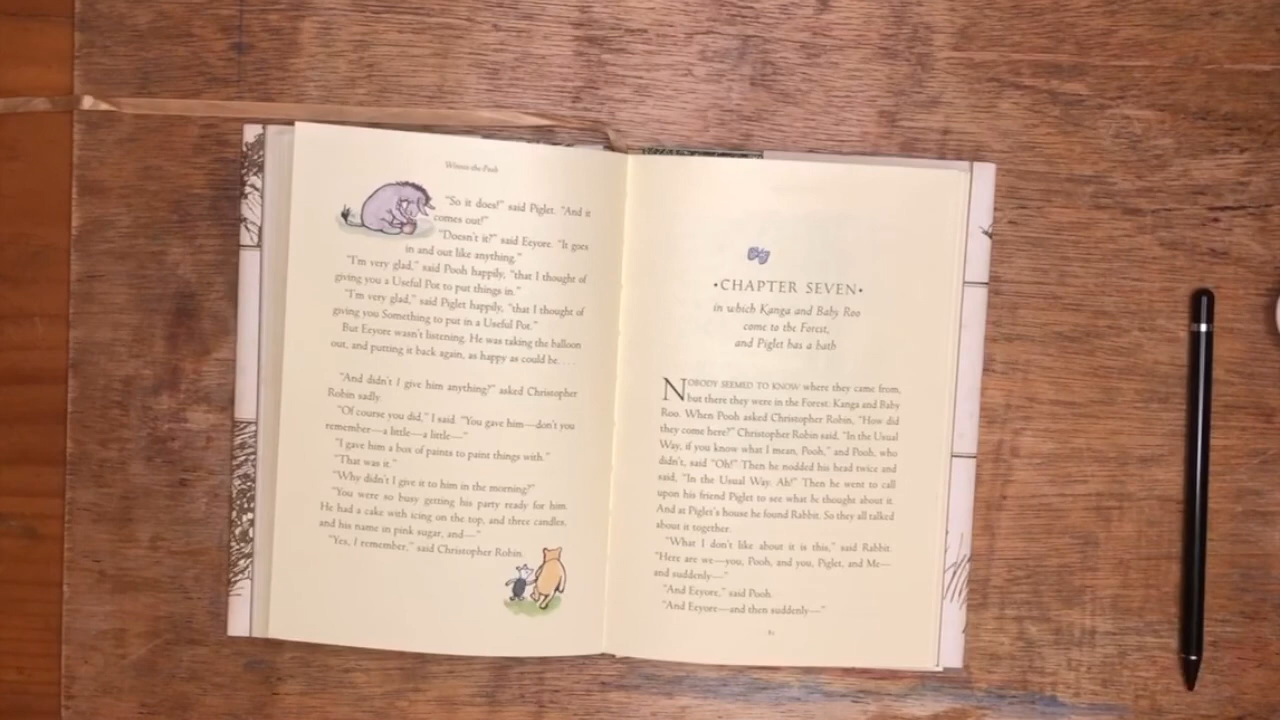 Winnie-the-Pooh
"So it does!" said Piglet. "And it
comes out!"
"Doesn't it?" said Eeyore. "It goes
in and out like anything."
"I'm very glad," said Pooh happily, "that I thought of
giving you a Useful Pot to put things in."
"I'm very glad," said Piglet happily, "that I thought of
giving you Something to put in a Useful Pot."
But Eeyore wasn't listening. He was taking the balloon
out, and putting it back again, as happy as could be. . . .
"And didn't I give him anything?" asked Christopher
Robin sadly.
"Of course you did," I said. "You gave him—don't you
remember—a little—a little—"
"I gave him a box of paints to paint things with."
"That was it."
"Why didn't I give it to him in the morning?"
"You were so busy getting his party ready for him.
He had a cake with icing on the top, and three candles,
and his name in pink sugar, and—"
"Yes, I remember," said Christopher Robin.
•CHAPTER SEVEN•
in which Kanga and Baby Roo
come to the Forest,
and Piglet has a bath
NOBODY SEEMED TO KNOW where they came from,
but there they were in the Forest: Kanga and Baby
Roo. When Pooh asked Christopher Robin, "How did
they come here?" Christopher Robin said, "In the Usual
Way, if you know what I mean, Pooh," and Pooh, who
didn't, said "Oh!" Then he nodded his head twice and
said, "In the Usual Way. Ah!" Then he went to call
upon his friend Piglet to see what he thought about it.
And at Piglet's house he found Rabbit. So they all talked
about it together.
"What I don't like about it is this," said Rabbit.
"Here are we—you, Pooh, and you, Piglet, and Me—
and suddenly—"
"And Eeyore," said Pooh.
"And Eeyore—and then suddenly—"